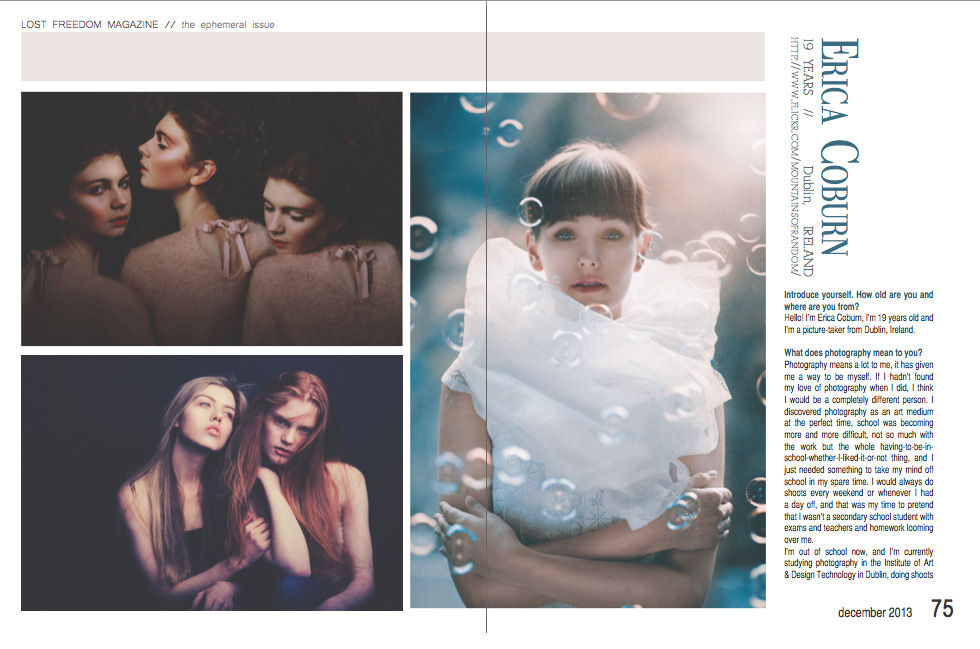 LOST FREEDOM MAGAZINE // the ephemeral issue
ERICA COBURN
19 YEARS // Dublin, IRELAND
HTTP://WWW.FLICKR.COM/MOUNTAINSOFRANDOM/
Introduce yourself. How old are you and
where are you from?
Hello! I'm Erica Coburn, I'm 19 years old and
I'm a picture-taker from Dublin, Ireland.
What does photography mean to you?
Photography means a lot to me, it has given
me a way to be myself. If I hadn't found
my love of photography when I did, I think
I would be a completely different person. I
discovered photography as an art medium
at the perfect time, school was becoming
more and more difficult, not so much with
the work but the whole having-to-be-in-
school-whether-I-liked-it-or-not thing, and I
just needed something to take my mind off
school in my spare time. I would always do
shoots every weekend or whenever I had
a day off, and that was my time to pretend
that I wasn't a secondary school student with
exams and teachers and homework looming
over me.
I'm out of school now, and I'm currently
studying photography in the Institute of Art
& Design Technology in Dublin, doing shoots
december 2013 75